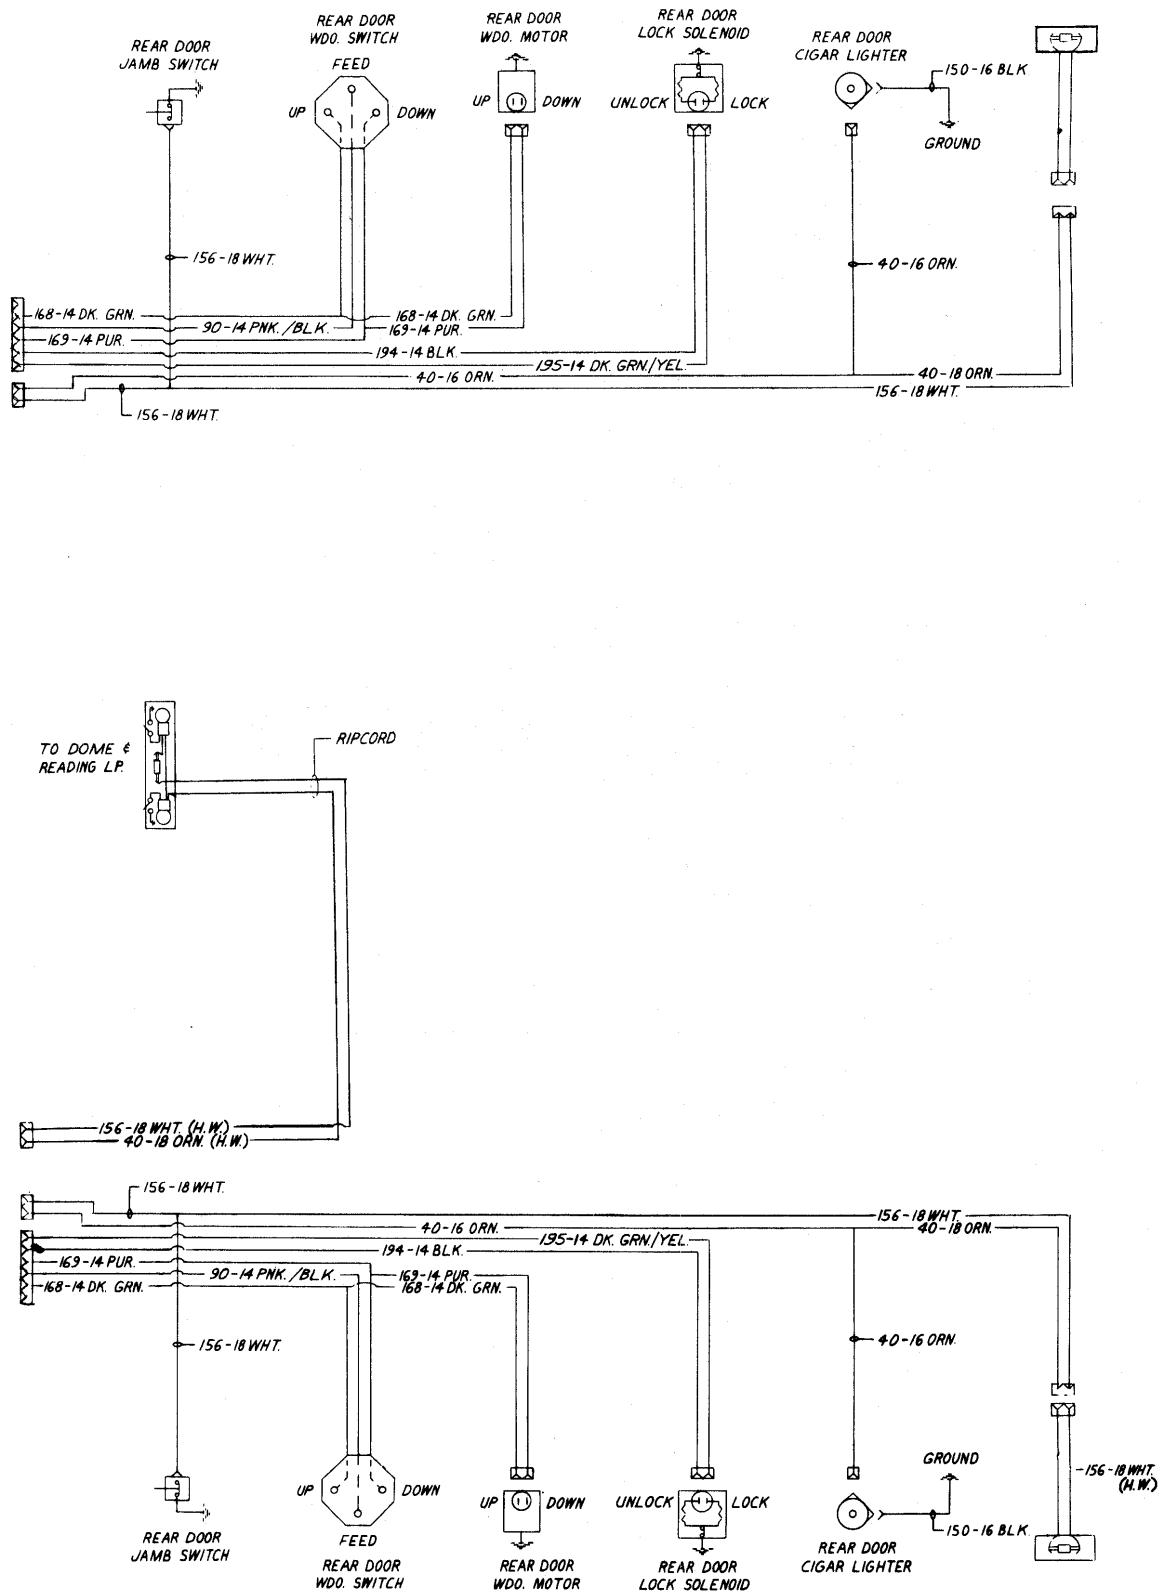 REAR DOOR
JAMB SWITCH
REAR DOOR
WDO. SWITCH
FEED
UP
DOWN
REAR DOOR
WDO. MOTOR
UP
DOWN
REAR DOOR
LOCK SOLENOID
UNLOCK
LOCK
REAR DOOR
CIGAR LIGHTER
150-16 BLK
GROUND
156-18 WHT.
40-16 ORN.
168-14 DK. GRN.
168-14 DK. GRN.
90-14 PNK./BLK.
169-14 PUR.
169-14 PUR.
194-14 BLK.
195-14 DK. GRN./YEL.
40-16 ORN.
40-18 ORN.
156-18 WHT.
156-18 WHT.
TO DOME &
READING LP.
RIPCORD
156-18 WHT. (H.W.)
40-18 ORN. (H.W.)
156-18 WHT.
156-18 WHT.
40-16 ORN.
40-18 ORN.
195-14 DK. GRN./YEL.
194-14 BLK.
169-14 PUR.
90-14 PNK./BLK.
169-14 PUR.
168-14 DK. GRN.
168-14 DK. GRN.
156-18 WHT.
40-16 ORN.
GROUND
156-18 WHT.
(H.W.)
UP
DOWN
FEED
REAR DOOR
JAMB SWITCH
REAR DOOR
WDO. SWITCH
UP
DOWN
REAR DOOR
WDO. MOTOR
UNLOCK
LOCK
REAR DOOR
LOCK SOLENOID
150-16 BLK.
REAR DOOR
CIGAR LIGHTER